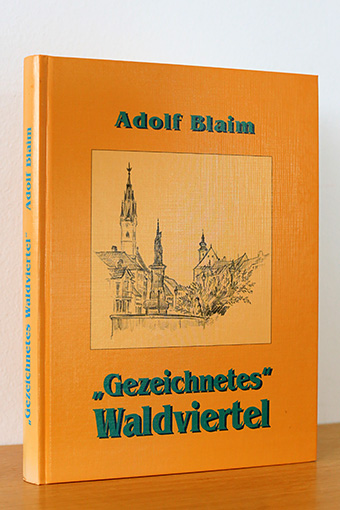 Adolf Blaim
„Gezeichnetes“
Waldviertel
„Gezeichnetes Waldviertel“ Adolf Blaim